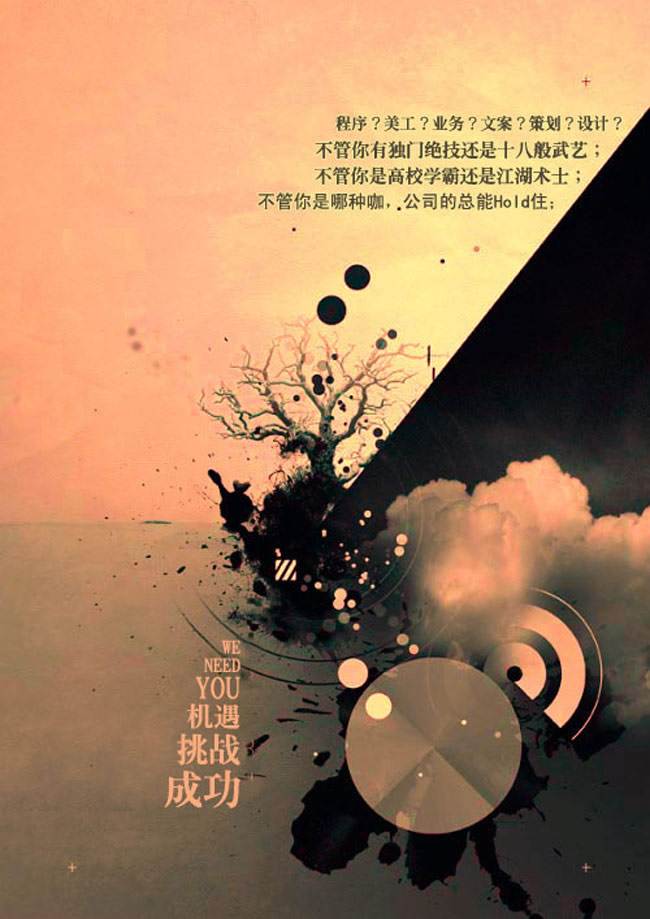 程序？美工？业务？文案？策划？设计？
不管你有独门绝技还是十八般武艺；
不管你是高校学霸还是江湖术士；
不管你是哪种咖，公司的总能Hold住；
WE
NEED
YOU
机遇
挑战
成功